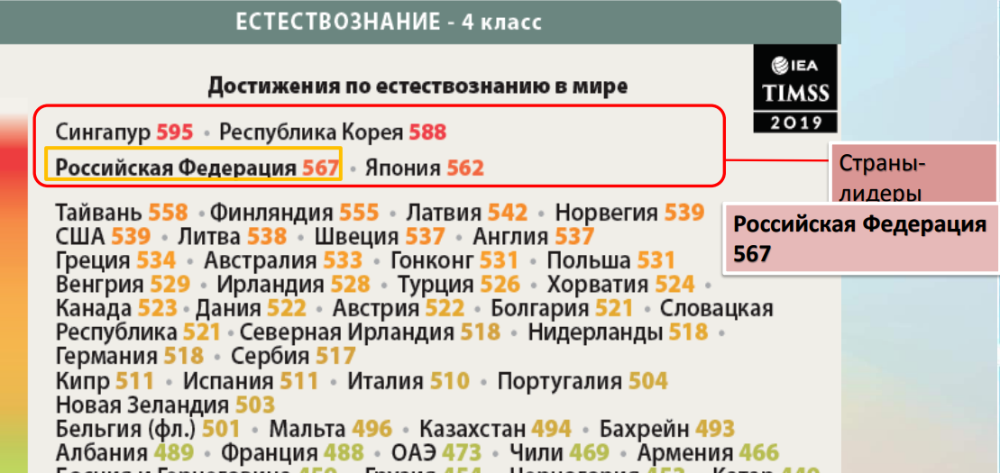 ЕСТЕСТВОЗНАНИЕ - 4 класс
IEA
TIMSS
2019
Достижения по естествознанию в мире
Сингапур 595 • Республика Корея 588
Российская Федерация 567 • Япония 562
Страны-
лидеры
Российская Федерация
567
Тайвань 558 • Финляндия 555 • Латвия 542 • Норвегия 539
США 539 • Литва 538 • Швеция 537 • Англия 537
Греция 534 • Австралия 533 • Гонконг 531 • Польша 531
Венгрия 529 • Ирландия 528 • Турция 526 • Хорватия 524 •
Канада 523 • Дания 522 • Австрия 522 • Болгария 521 • Словацкая
Республика 521 • Северная Ирландия 518 • Нидерланды 518 •
Германия 518 • Сербия 517
Кипр 511 • Испания 511 • Италия 510 • Португалия 504
Новая Зеландия 503
Бельгия (фл.) 501 • Мальта 496 • Казахстан 494 • Бахрейн 493
Албания 489 • Франция 488 • ОАЭ 473 • Чили 469 • Армения 466